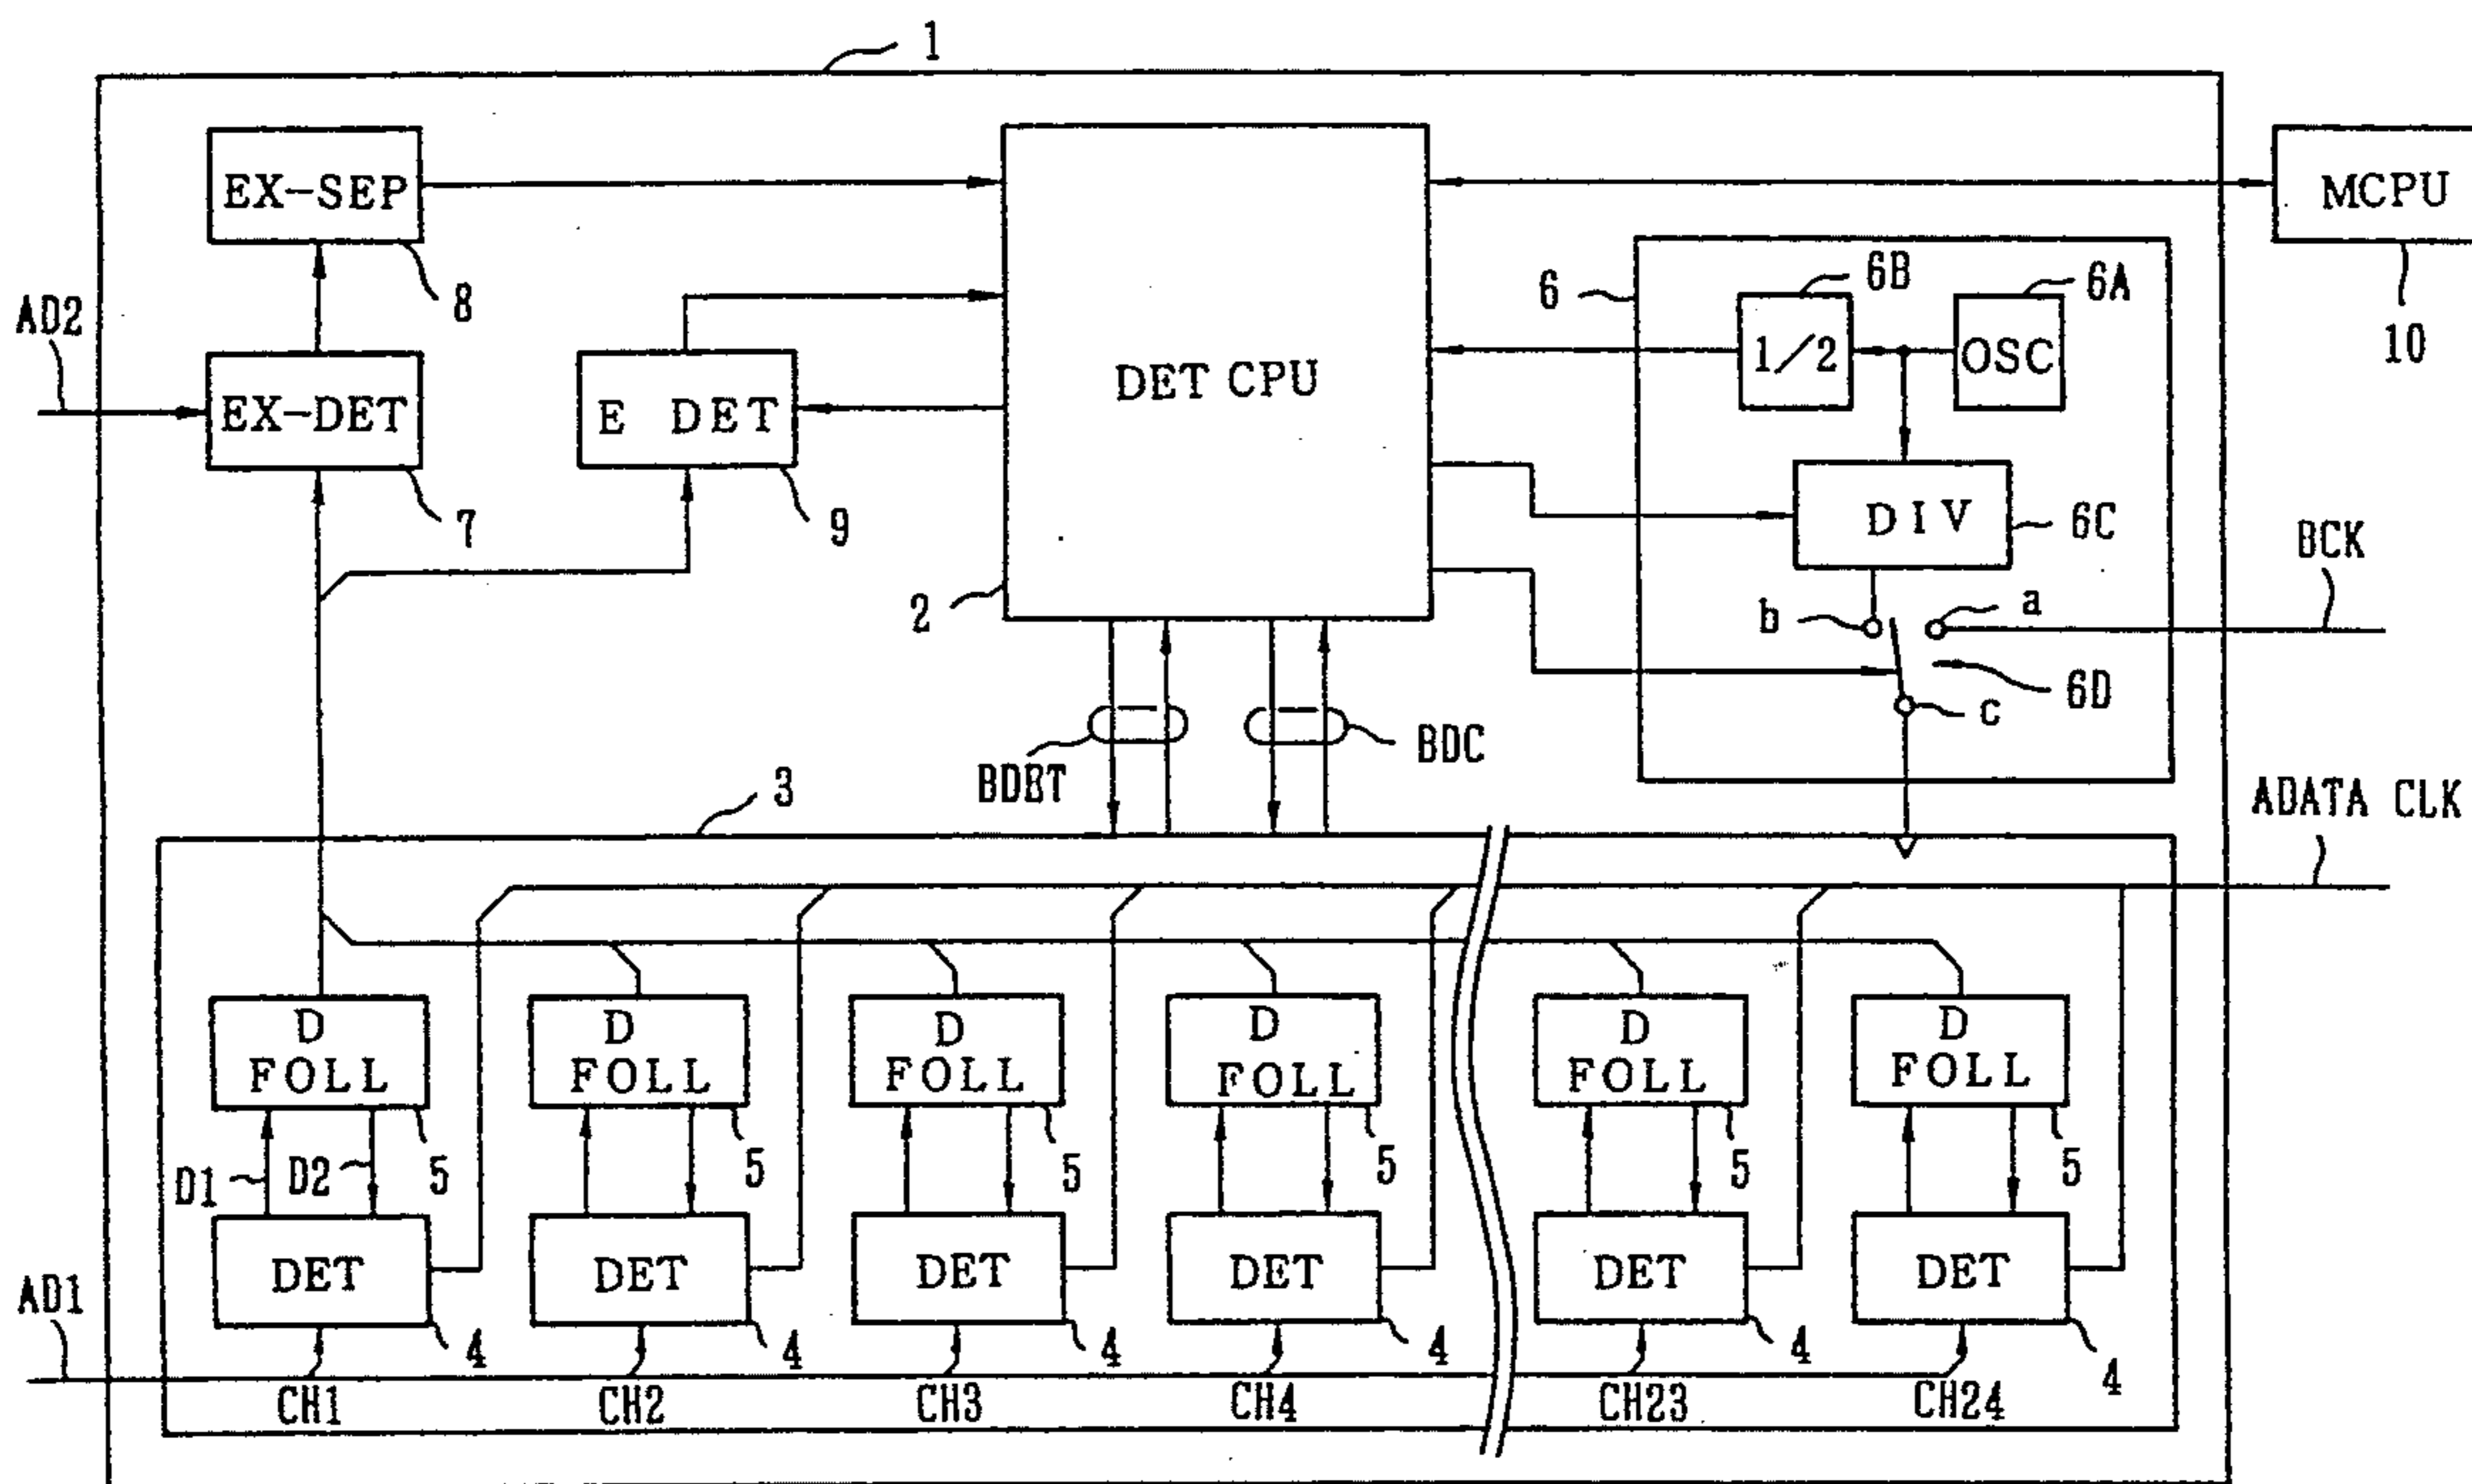 1
EX-SEP
8
AD2
EX-DET
7
E DET
9
DET CPU
2
MCPU
10
6
6B
6A
1/2
OSC
DIV
6C
BCK
b
a
6D
c
BDET
BDC
3
ADATA CLK
D FOLL
D FOLL
D FOLL
D FOLL
D FOLL
D FOLL
D1
D2
5
5
5
5
5
5
DET
DET
DET
DET
DET
DET
AD1
4
4
4
4
4
4
CH1
CH2
CH3
CH4
CH23
CH24